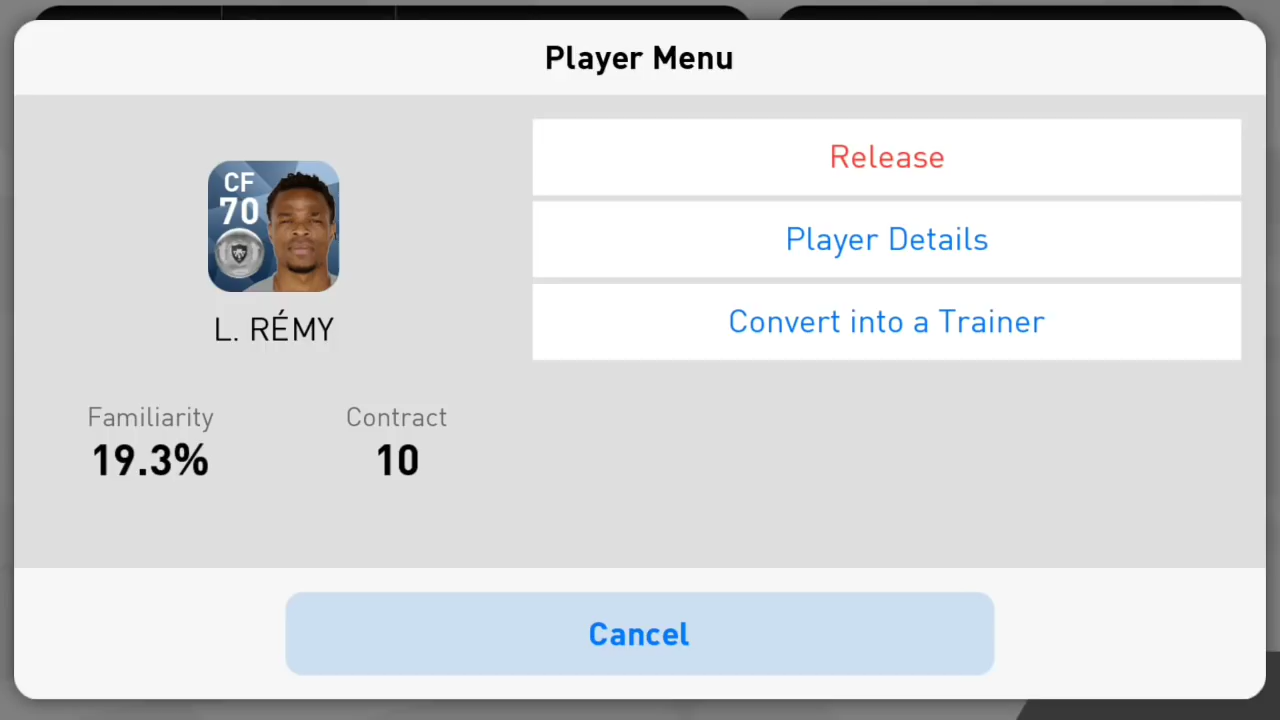 Player Menu
CF
70
L. RÉMY
Familiarity
19.3%
Contract
10
Release
Player Details
Convert into a Trainer
Cancel